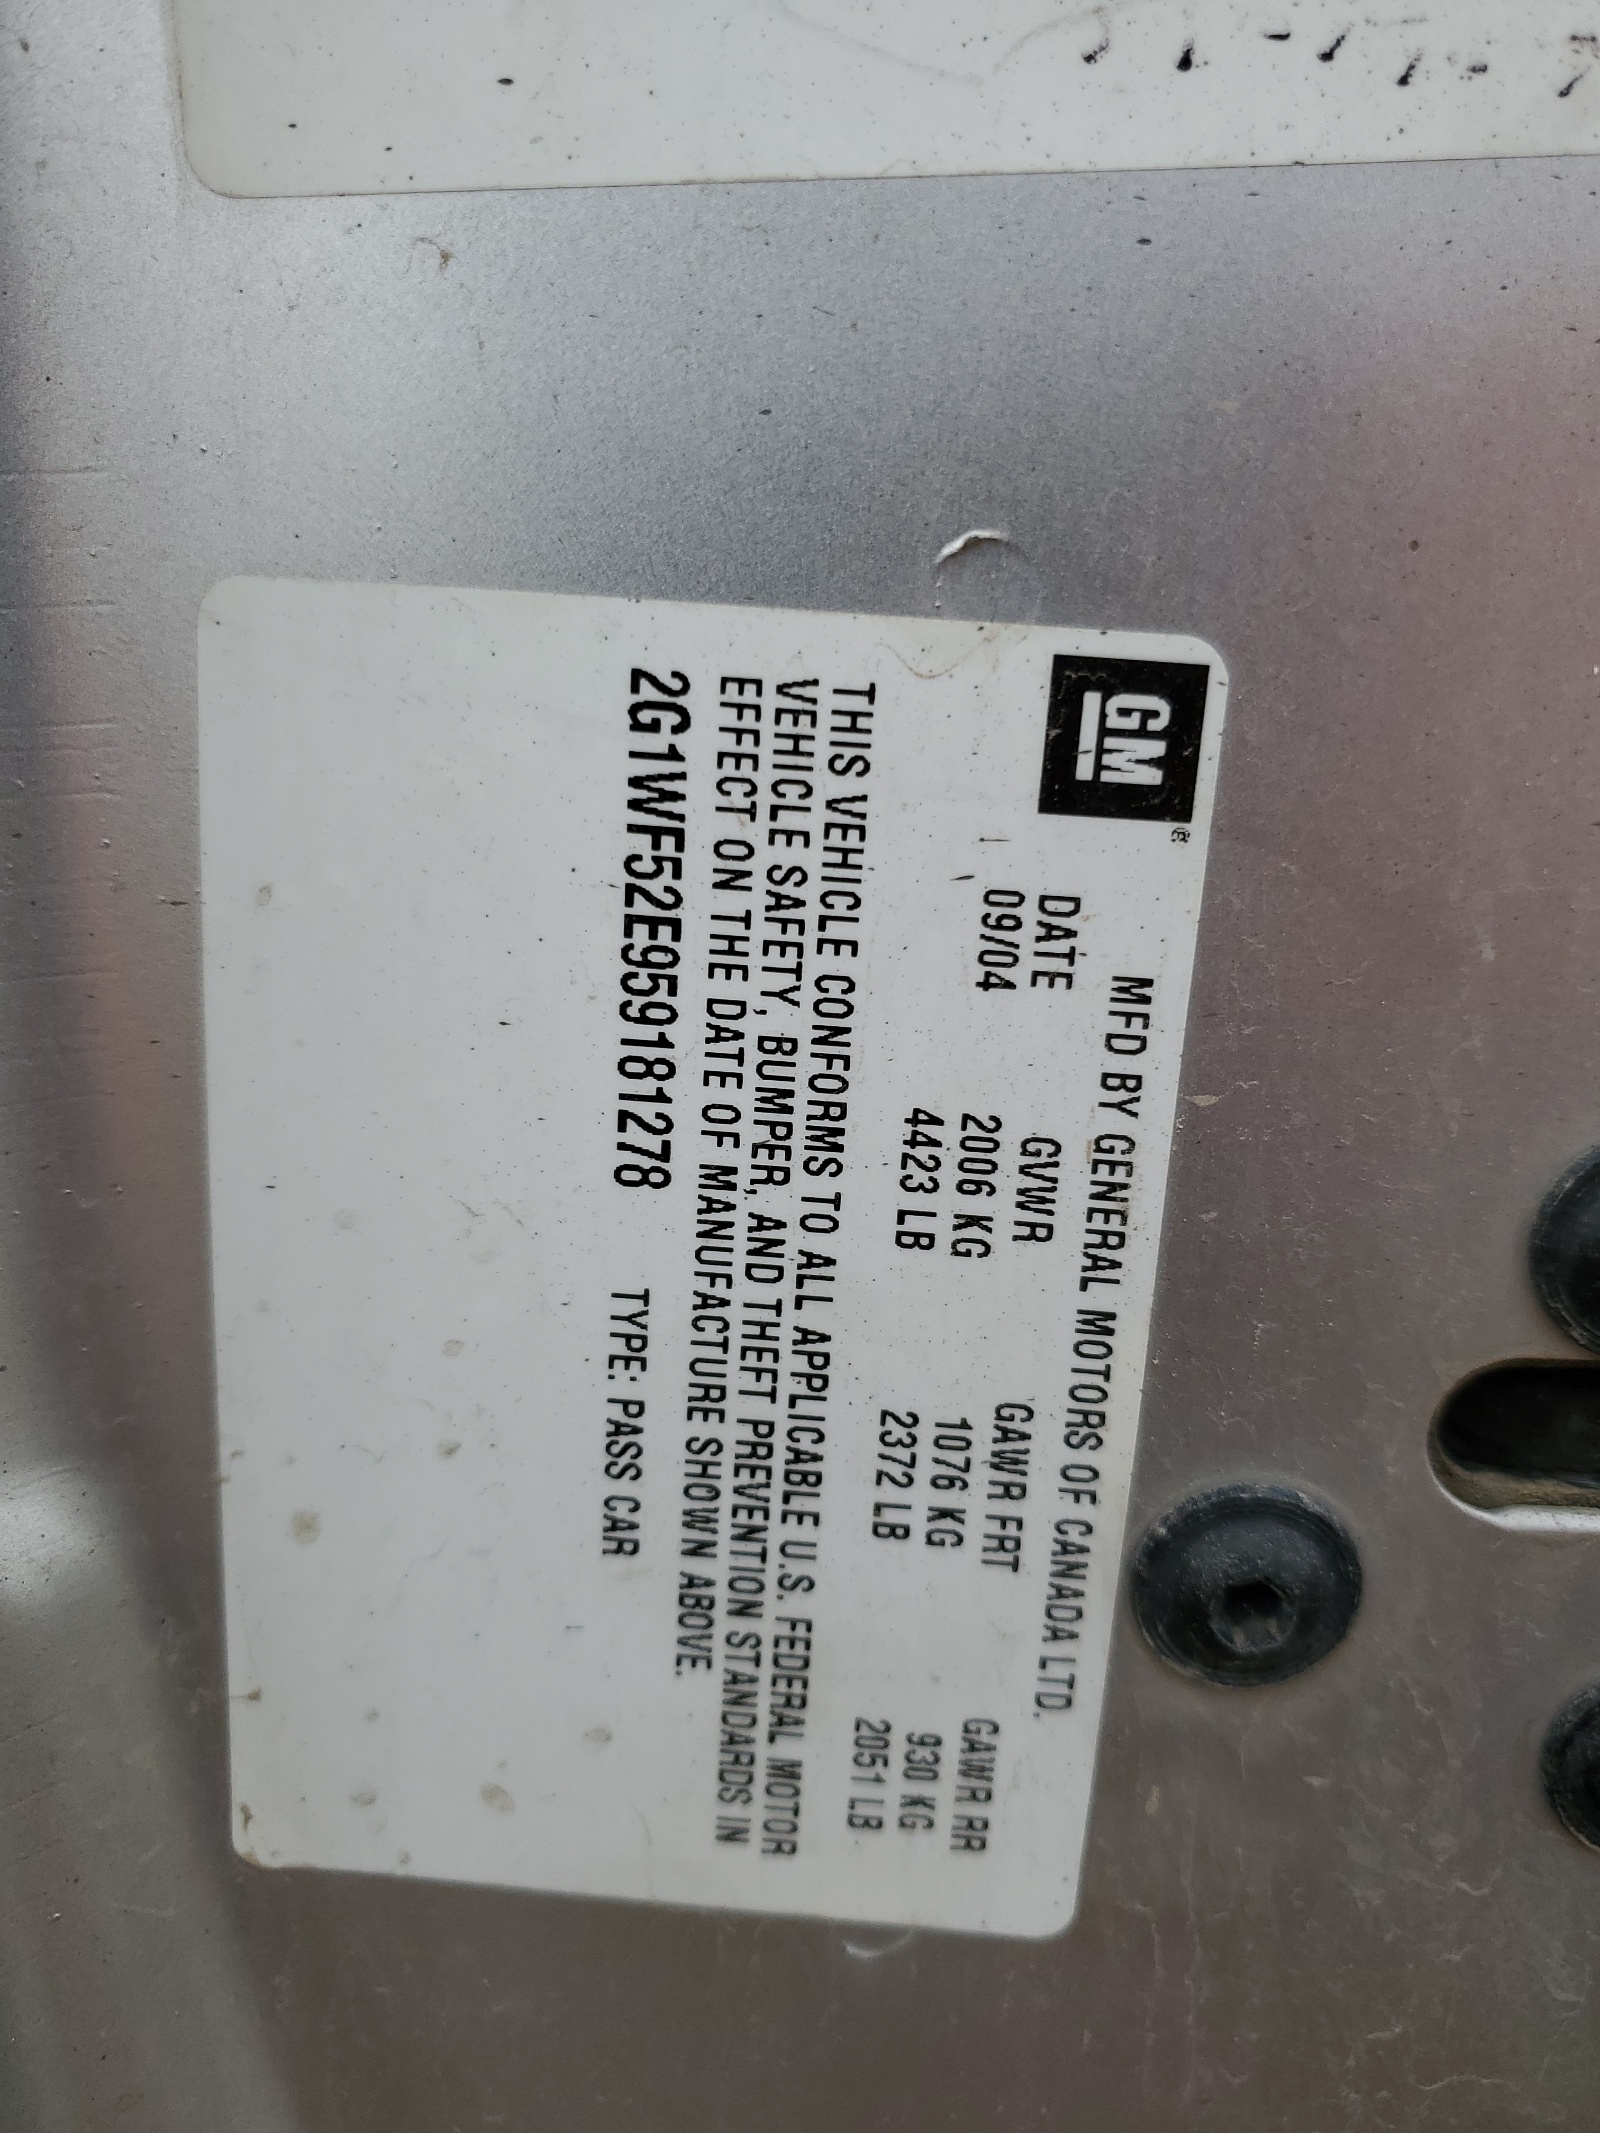 GM®
MFD BY GENERAL MOTORS OF CANADA LTD.
DATE GVWR GAWR FRT GAWR RR
09/04 2006 KG 1076 KG 930 KG
4423 LB 2372 LB 2051 LB
THIS VEHICLE CONFORMS TO ALL APPLICABLE U.S. FEDERAL MOTOR
VEHICLE SAFETY, BUMPER, AND THEFT PREVENTION STANDARDS IN
EFFECT ON THE DATE OF MANUFACTURE SHOWN ABOVE.
2G1WF52E959181278 TYPE: PASS CAR